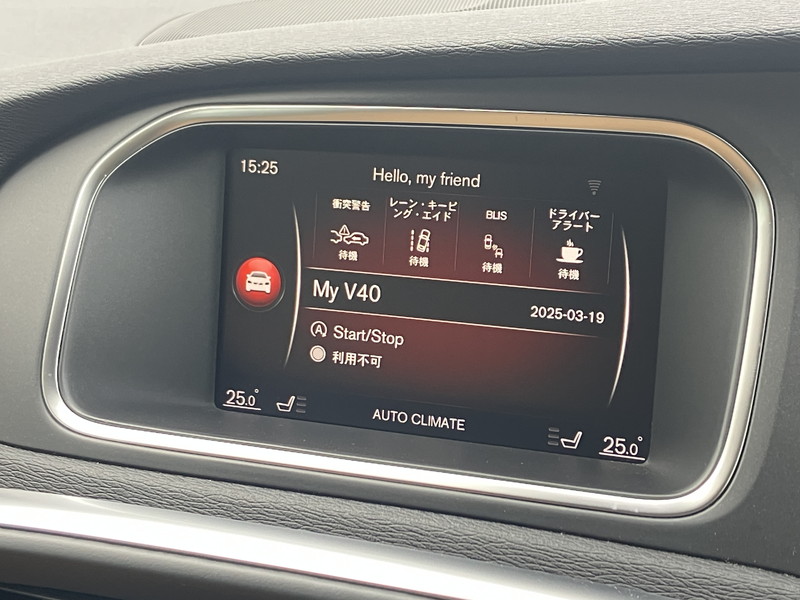 15:25
Hello, my friend
衝突警告
レーン・キーピ
ング・エイド
BLIS
ドライバー
アラート
待機
待機
待機
待機
My V40
2025-03-19
A Start/Stop
利用不可
25.0°
AUTO CLIMATE
25.0°